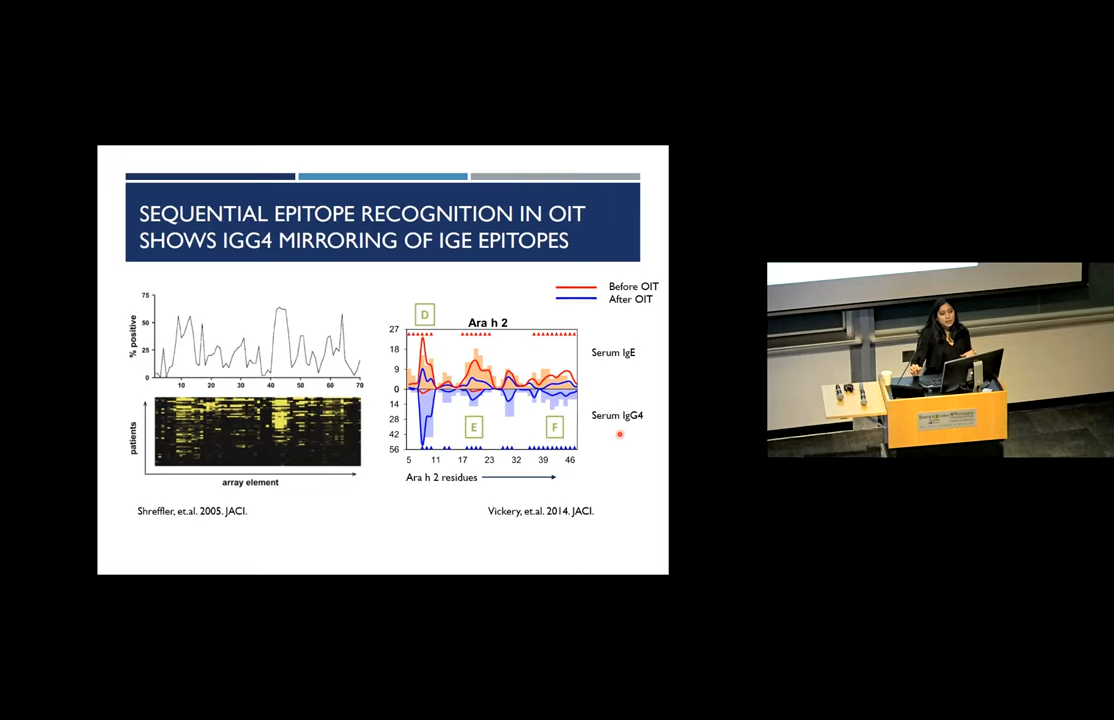 SEQUENTIAL EPITOPE RECOGNITION IN OIT
SHOWS IGG4 MIRRORING OF IGE EPITOPES
75
50
25
0
% positive
10
20
30
40
50
60
70
patients
array element
Shreffler, et.al. 2005. JACI.
Before OIT
After OIT
D
Ara h 2
27
18
9
0
14
28
42
56
Serum IgE
Serum IgG4
E
F
5
11
17
23
32
39
46
Ara h 2 residues
Vickery, et.al. 2014. JACI.